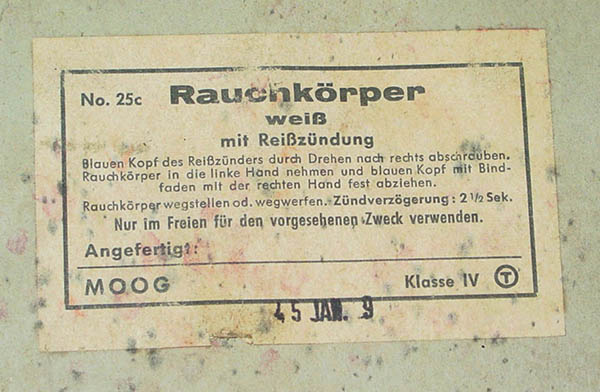 No. 25c Rauchkörper
weiß
mit Reißzündung
Blauen Kopf des Reißzünders durch Drehen nach rechts abschrauben.
Rauchkörper in die linke Hand nehmen und blauen Kopf mit Bind-
faden mit der rechten Hand fest abziehen.
Rauchkörper wegstellen od. wegwerfen. Zündverzögerung: 2 1/2 Sek.
Nur im Freien für den vorgesehenen Zweck verwenden.
Angefertigt:
MOOG Klasse IV T
45 JAN. 9